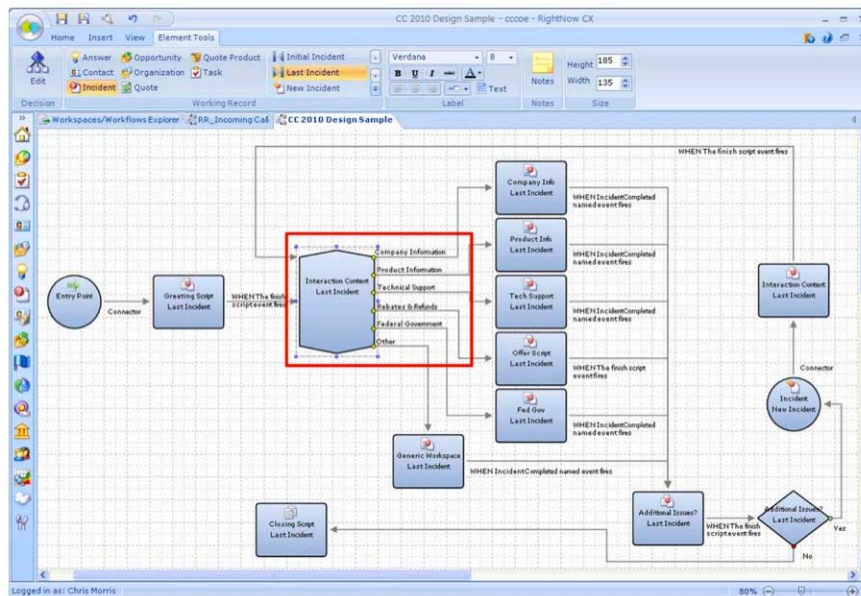 CC 2010 Design Sample - cccoe - RightNow CX
Home Insert View Element Tools
Edit
Answer Opportunity Quote Product
Contact Organization Task
Incident Quote
Initial Incident
Last Incident
New Incident
Verdana 8
B U I A
Text
Notes
Height 185
Width 135
Decision Working Record Label Notes Size
Workspaces/Workflows Explorer RR_Incoming Call CC 2010 Design Sample
WHEN The finish script event fires
Company Info
Last Incident
WHEN IncidentCompleted
named event fires
Product Info
Last Incident
WHEN IncidentCompleted
named event fires
Company Information
Product Information
Technical Support
Rebates & Refunds
Federal Government
Other
Interaction Context
Last Incident
Entry Point
Connector
Greeting Script
Last Incident
WHEN The finish
script event fires
Tech Support
Last Incident
WHEN IncidentCompleted
named event fires
Interaction Context
Last Incident
Offer Script
Last Incident
WHEN The finish script
event fires
Connector
Fed Gov
Last Incident
WHEN IncidentCompleted
named event fires
Incident
New Incident
Generic Workspace
Last Incident
WHEN IncidentCompleted named event fires
Closing Script
Last Incident
Additional Issues?
Last Incident
WHEN The finish
script event fires
Additional Issues?
Last Incident
Yes
No
Logged in as: Chris Morris
80%